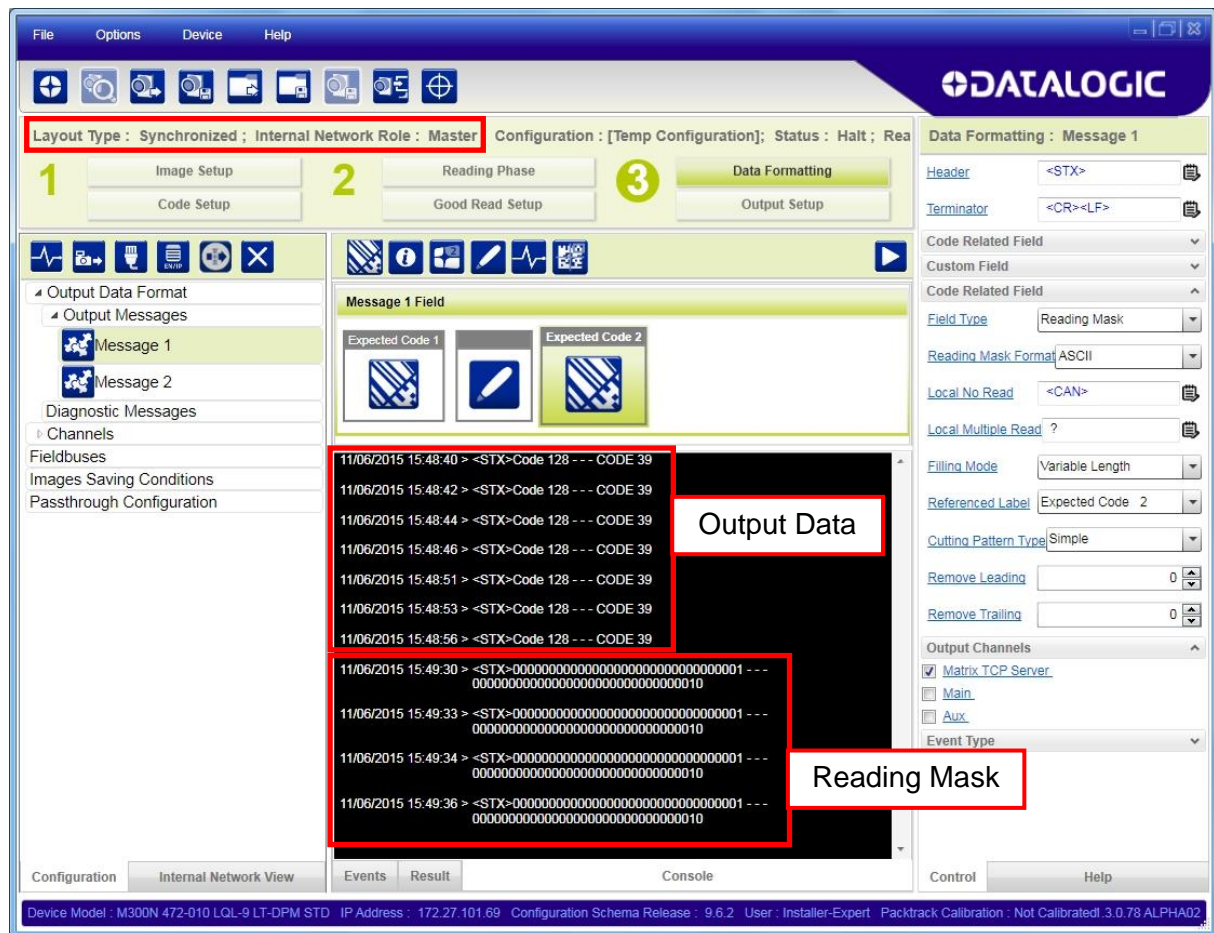 File Options Device Help
DATALOGIC
Layout Type : Synchronized ; Internal Network Role : Master Configuration : [Temp Configuration]; Status : Halt ; Rea
1 Image Setup 2 Reading Phase 3 Data Formatting
Code Setup Good Read Setup Output Setup
EN/IP
Output Data Format
Output Messages
Message 1
Message 2
Diagnostic Messages
Channels
Fieldbuses
Images Saving Conditions
Passthrough Configuration
Configuration Internal Network View
Message 1 Field
Expected Code 1 Expected Code 2
11/06/2015 15:48:40 > <STX>Code 128 - - - CODE 39
11/06/2015 15:48:42 > <STX>Code 128 - - - CODE 39
11/06/2015 15:48:44 > <STX>Code 128 - - - CODE 39
11/06/2015 15:48:46 > <STX>Code 128 - - - CODE 39
11/06/2015 15:48:51 > <STX>Code 128 - - - CODE 39
11/06/2015 15:48:53 > <STX>Code 128 - - - CODE 39
11/06/2015 15:48:56 > <STX>Code 128 - - - CODE 39
Output Data
11/06/2015 15:49:30 > <STX>00000000000000000000000000000001 - - -
00000000000000000000000000000010
11/06/2015 15:49:33 > <STX>00000000000000000000000000000001 - - -
00000000000000000000000000000010
11/06/2015 15:49:34 > <STX>00000000000000000000000000000001 - - -
00000000000000000000000000000010
11/06/2015 15:49:36 > <STX>00000000000000000000000000000001 - - -
00000000000000000000000000000010
Reading Mask
Events Result Console
Data Formatting : Message 1
Header <STX>
Terminator <CR><LF>
Code Related Field
Custom Field
Code Related Field
Field Type Reading Mask
Reading Mask Format ASCII
Local No Read <CAN>
Local Multiple Read ?
Filling Mode Variable Length
Referenced Label Expected Code 2
Cutting Pattern Type Simple
Remove Leading 0
Remove Trailing 0
Output Channels
Matrix TCP Server
Main
Aux
Event Type
Control Help
Device Model : M300N 472-010 LQL-9 LT-DPM STD IP Address : 172.27.101.69 Configuration Schema Release : 9.6.2 User : Installer-Expert Packtrack Calibration : Not Calibrated1.3.0.78 ALPHA02